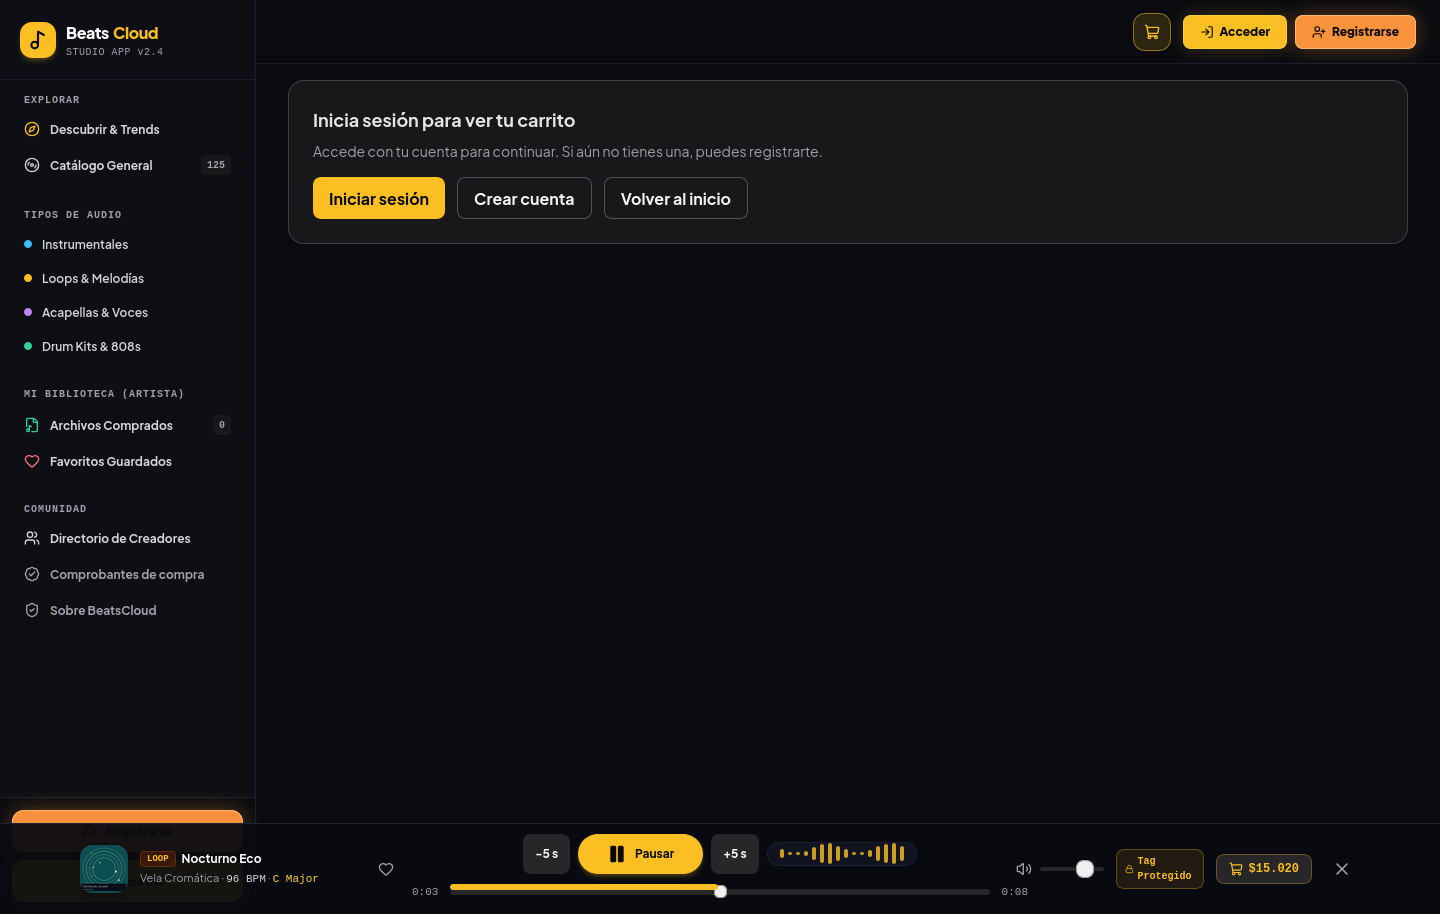 Beats Cloud
STUDIO APP v2.4
Acceder
Registrarse
EXPLORAR
Descubrir & Trends
Catálogo General 125
TIPOS DE AUDIO
Instrumentales
Loops & Melodías
Acapellas & Voces
Drum Kits & 808s
MI BIBLIOTECA (ARTISTA)
Archivos Comprados 0
Favoritos Guardados
COMUNIDAD
Directorio de Creadores
Comprobantes de compra
Sobre BeatsCloud
Inicia sesión para ver tu carrito
Accede con tu cuenta para continuar. Si aún no tienes una, puedes registrarte.
Iniciar sesión
Crear cuenta
Volver al inicio
Registrarse
LOOP Nocturno Eco
Vela Cromática · 96 BPM · C Major
-5 s
Pausar
+5 s
0:03
0:08
Tag
Protegido
$15.020